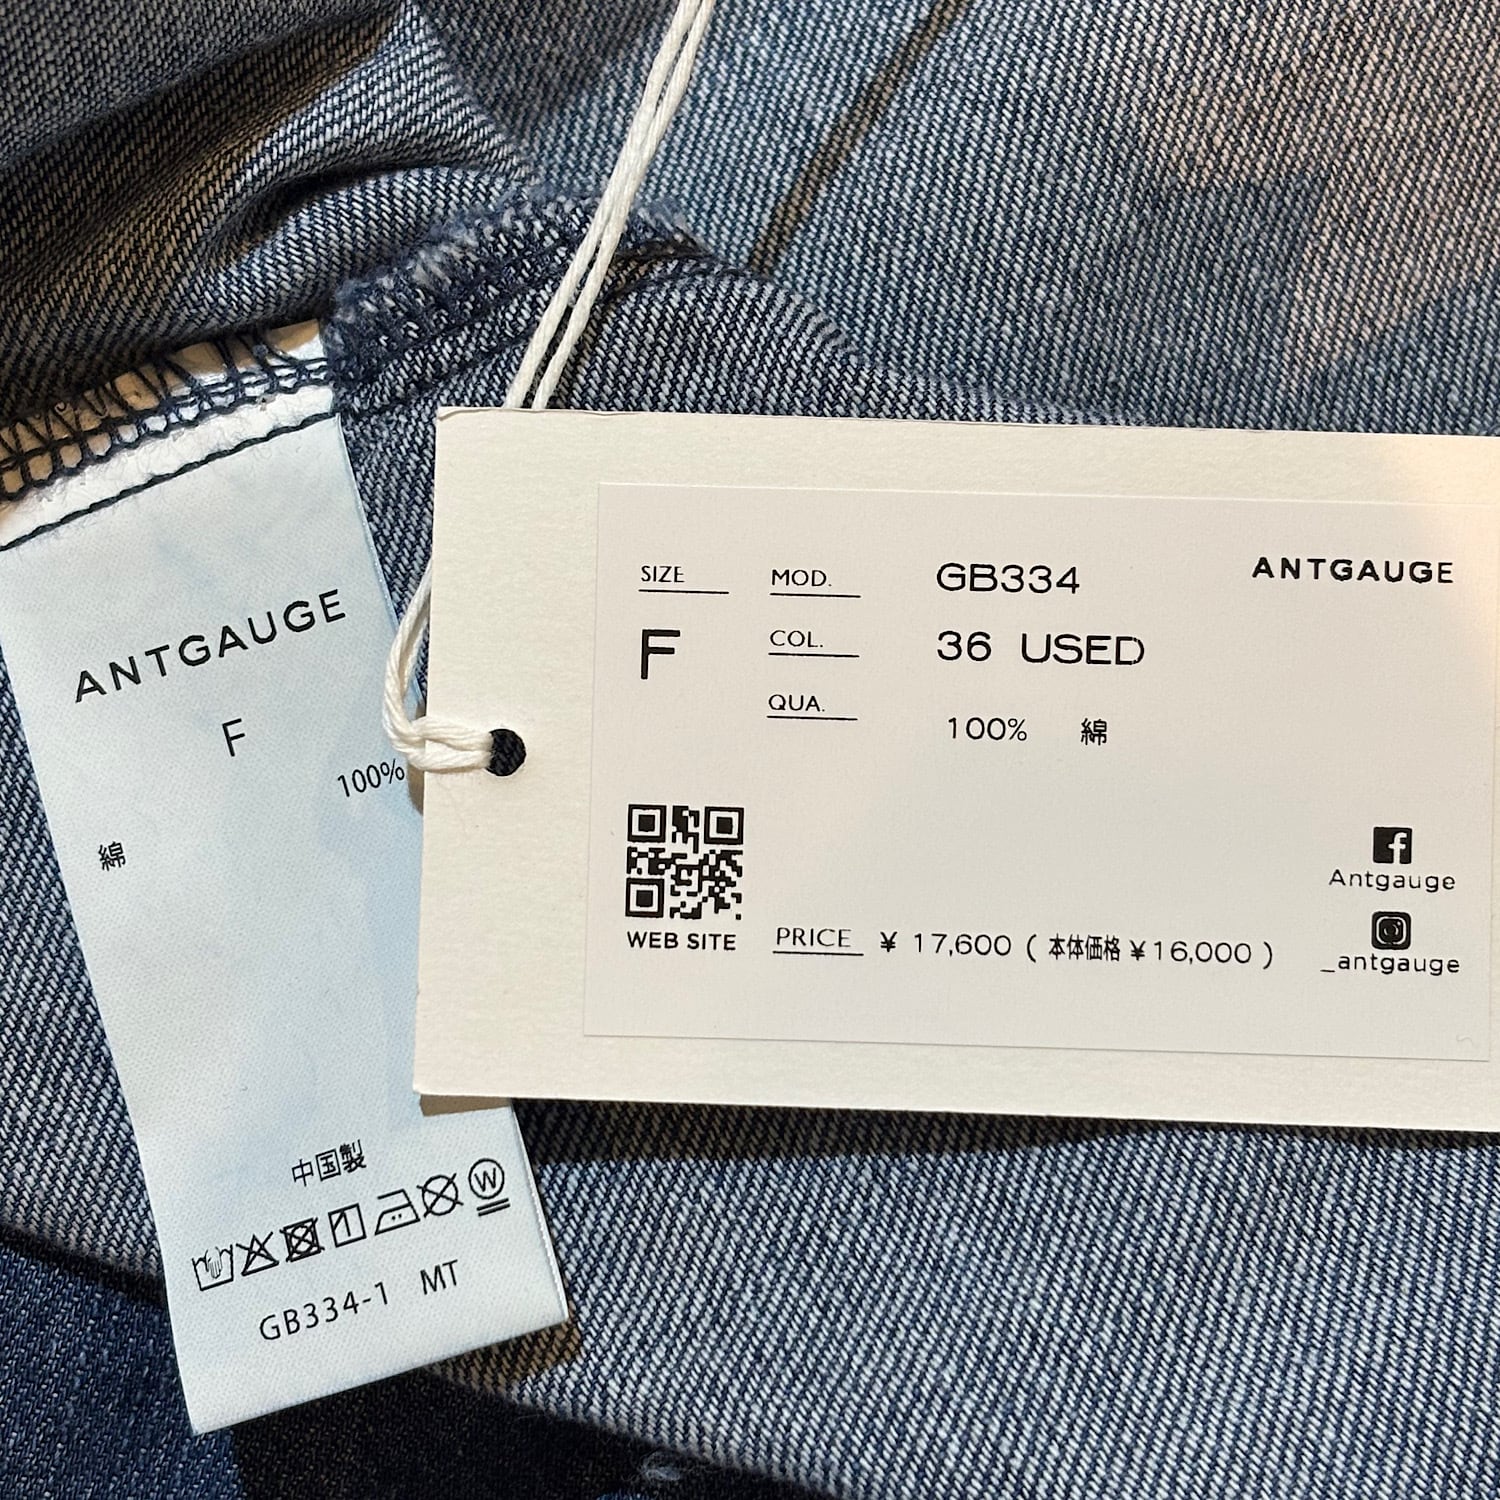 ANTGAUGE
F
100%
綿
中国製
W
GB334-1 MT
SIZE
F
MOD. GB334
COL. 36 USED
QUA. 100% 綿
ANTGAUGE
WEB SITE
PRICE ¥ 17,600 ( 本体価格 ¥16,000 )
Antgauge
_antgauge